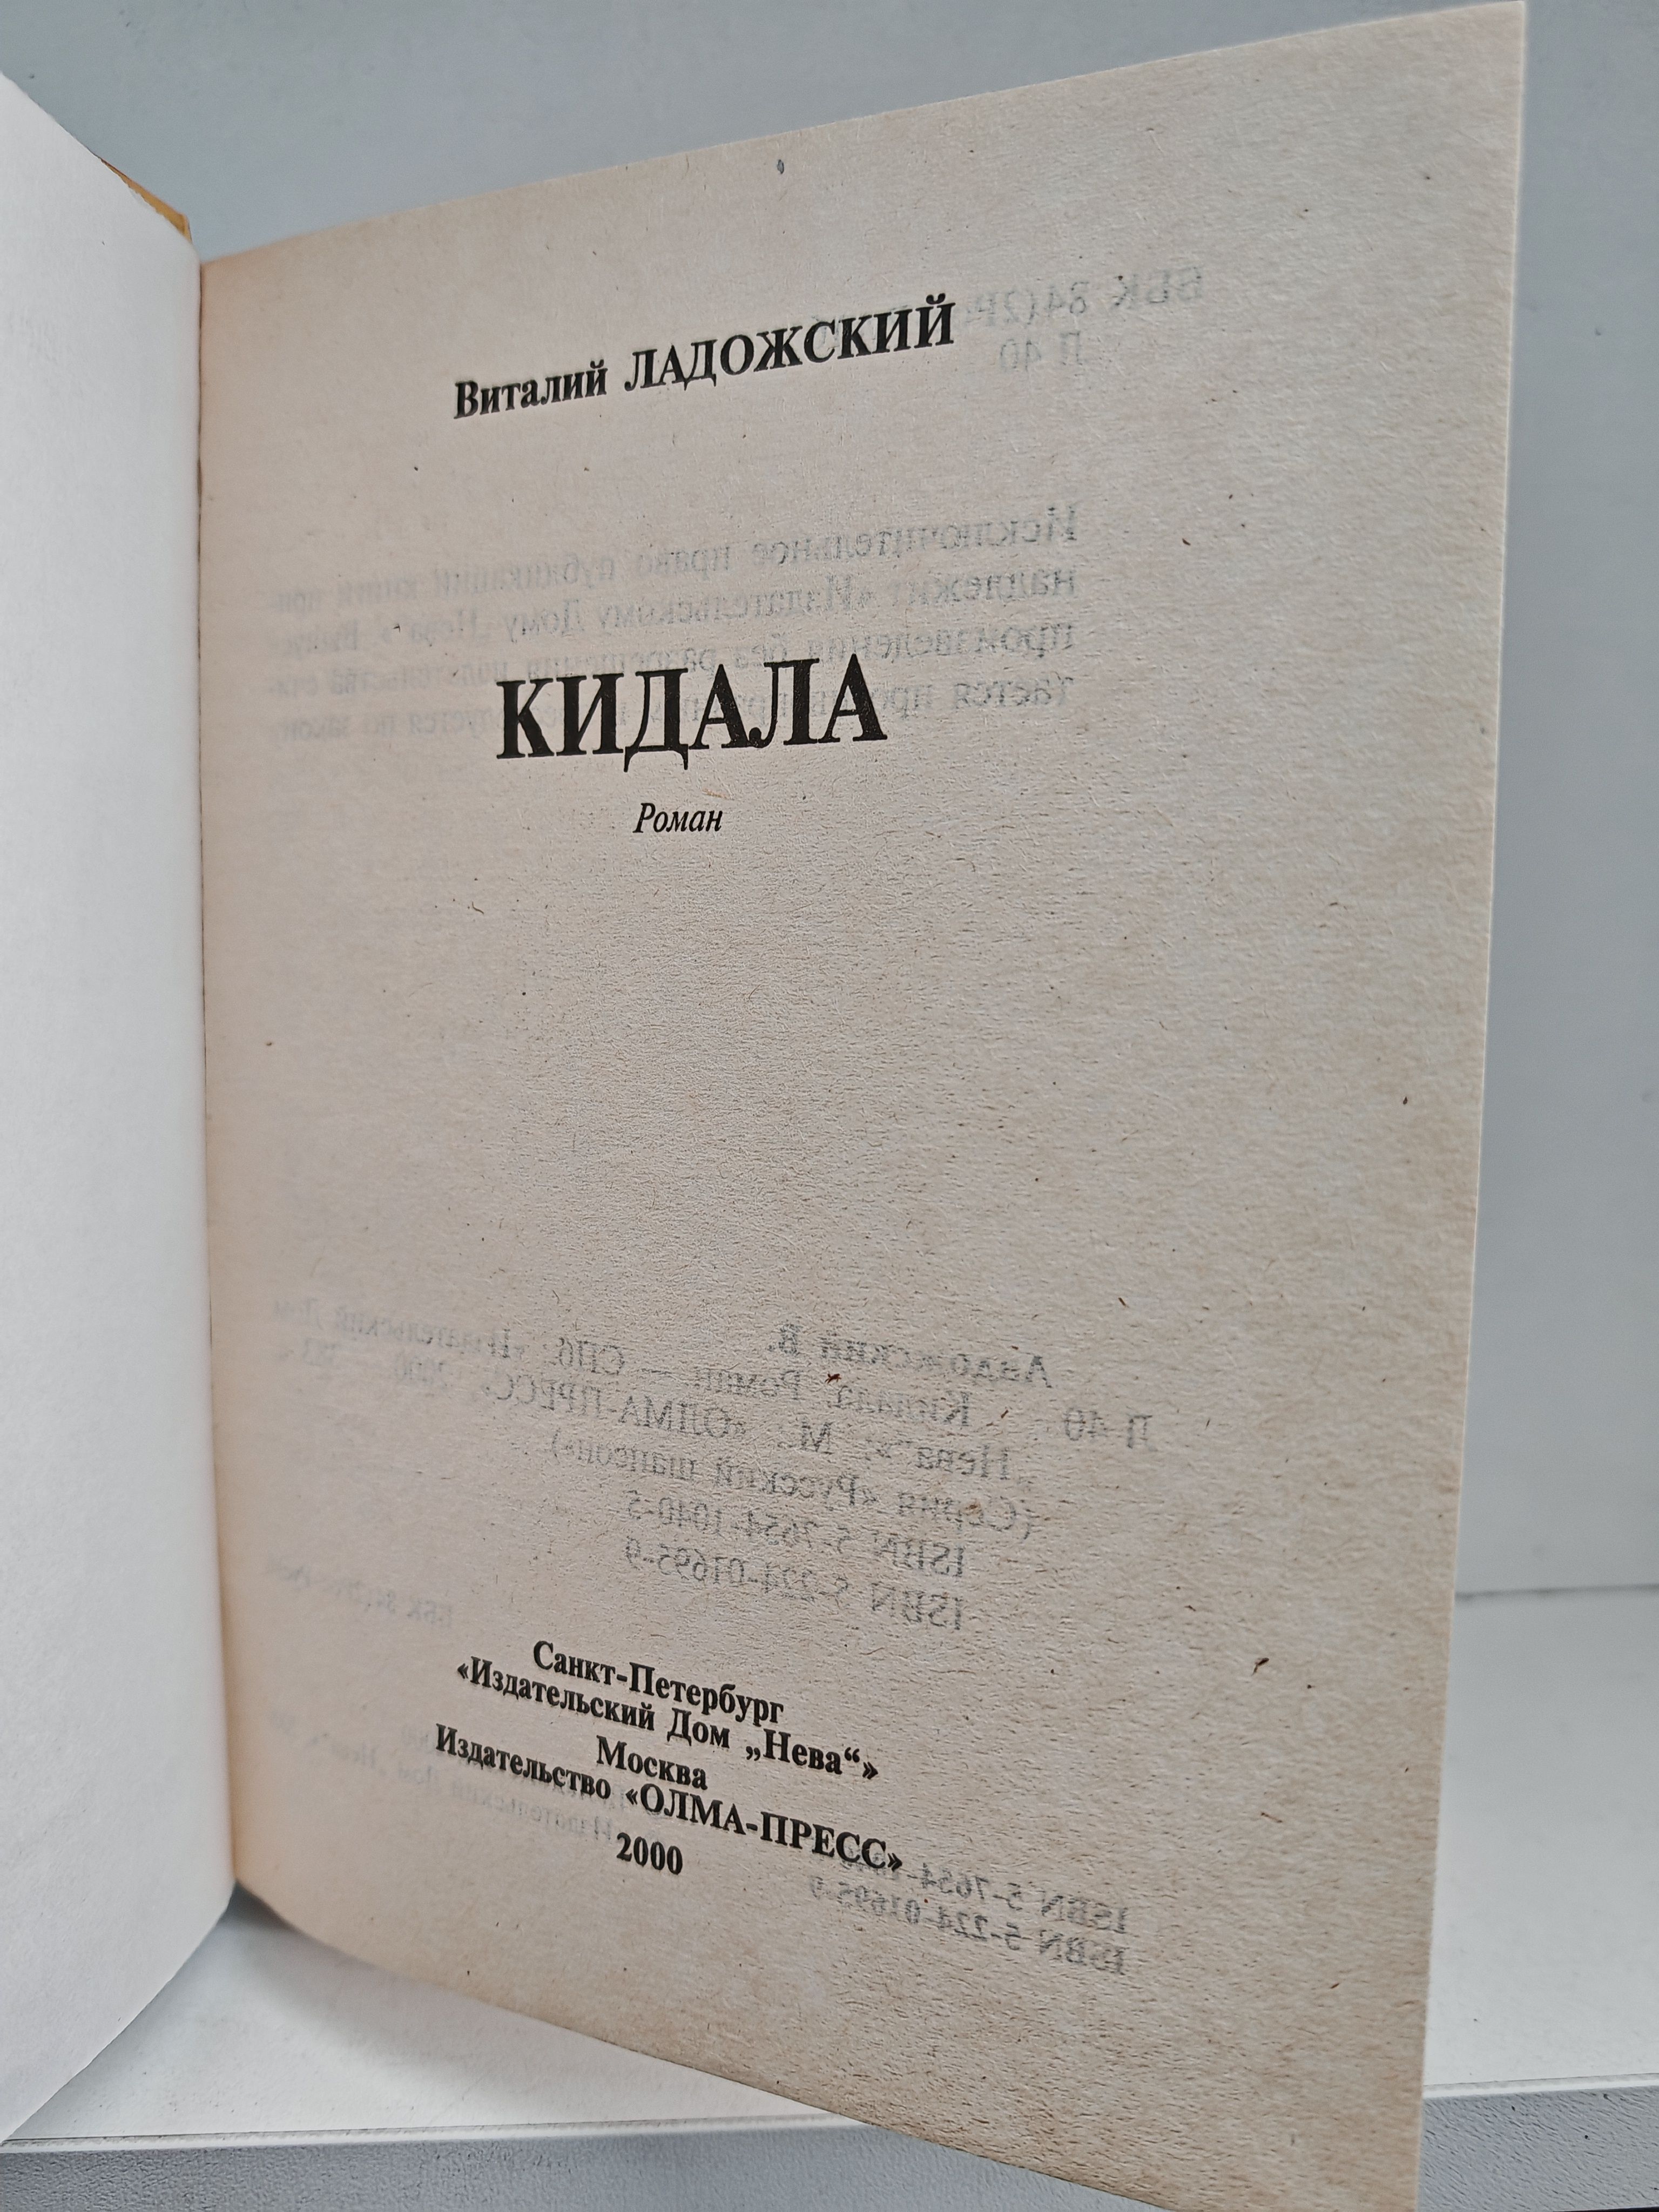 Виталий ЛАДОЖСКИЙ
КИДАЛА
Роман
Санкт-Петербург
«Издательский Дом „Нева“»
Москва
Издательство «ОЛМА-ПРЕСС»
2000